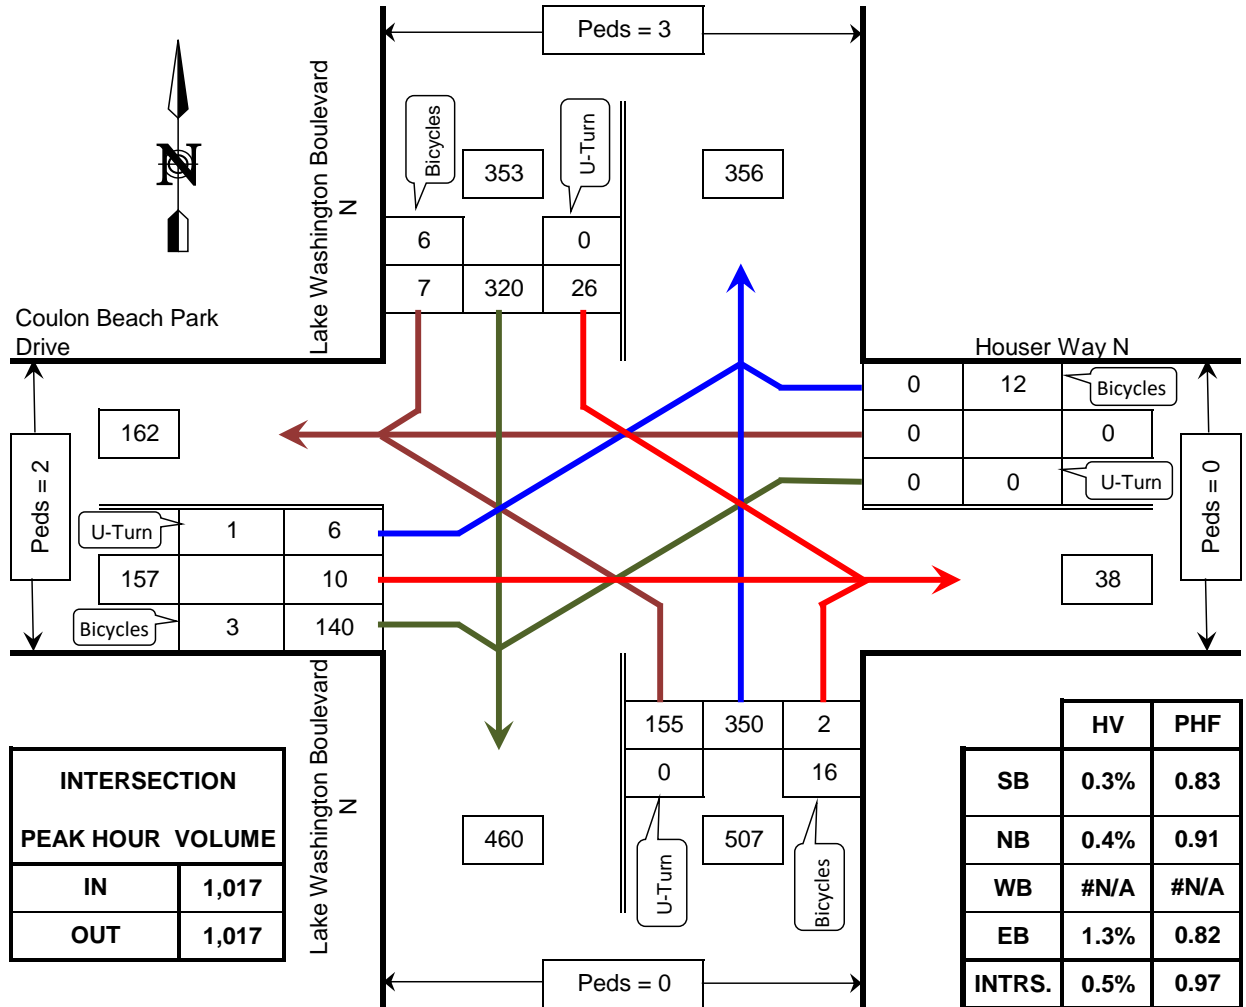 Peds = 3
N
Lake Washington Boulevard
N
Bicycles
U-Turn
353
356
6
0
7 320 26
Coulon Beach Park
Drive
Houser Way N
0 12 Bicycles
0 0
0 0 U-Turn
162
Peds = 2
Peds = 0
U-Turn 1 6
157 10
Bicycles 3 140
38
Lake Washington Boulevard
N
155 350 2
0 16
460
507
U-Turn
Bicycles
Peds = 0
INTERSECTION
PEAK HOUR VOLUME
IN 1,017
OUT 1,017
HV PHF
SB 0.3% 0.83
NB 0.4% 0.91
WB #N/A #N/A
EB 1.3% 0.82
INTRS. 0.5% 0.97